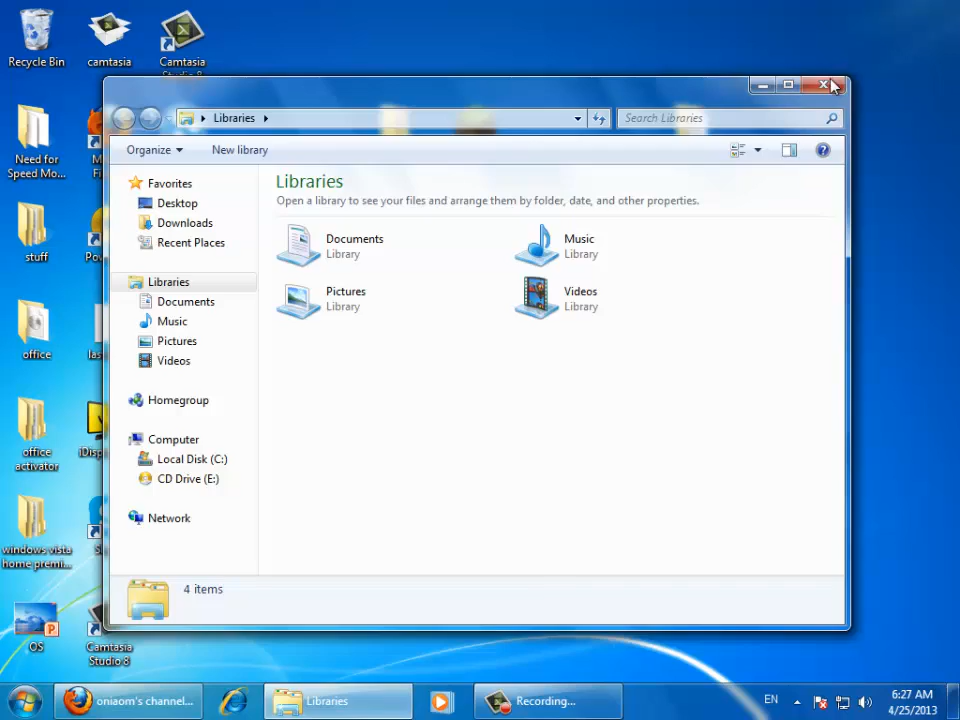 Recycle Bin
camtasia
Camtasia
Studio 8
Libraries
Search Libraries
Organize
New library
Need for
Speed Mo...
Favorites
Desktop
Downloads
Recent Places
Libraries
Open a library to see your files and arrange them by folder, date, and other properties.
Documents
Library
Music
Library
Pictures
Library
Videos
Library
stuff
Libraries
Documents
Music
Pictures
Videos
office
Homegroup
Computer
Local Disk (C:)
CD Drive (E:)
office
activator
Network
windows vista
home premi...
4 items
OS
Camtasia
Studio 8
oniaom's channel...
Libraries
Recording...
EN
6:27 AM
4/25/2013